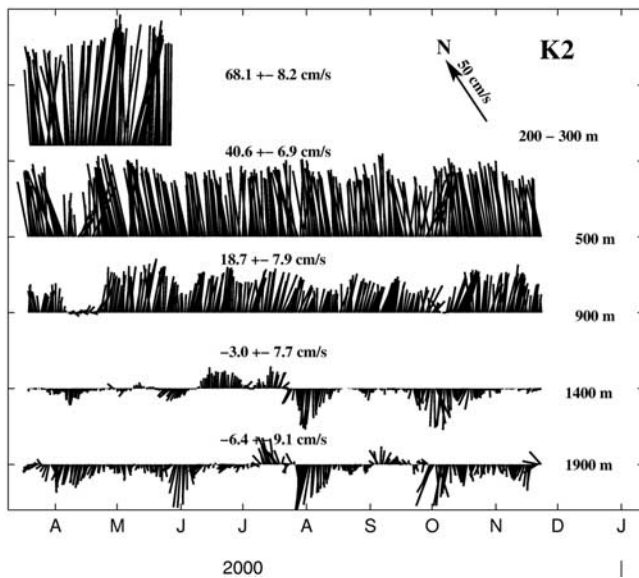 N
K2
50 cm/s
68.1 +− 8.2 cm/s
200 − 300 m
40.6 +− 6.9 cm/s
500 m
18.7 +− 7.9 cm/s
900 m
−3.0 +− 7.7 cm/s
1400 m
−6.4 +− 9.1 cm/s
1900 m
A M J J A S O N D J
2000